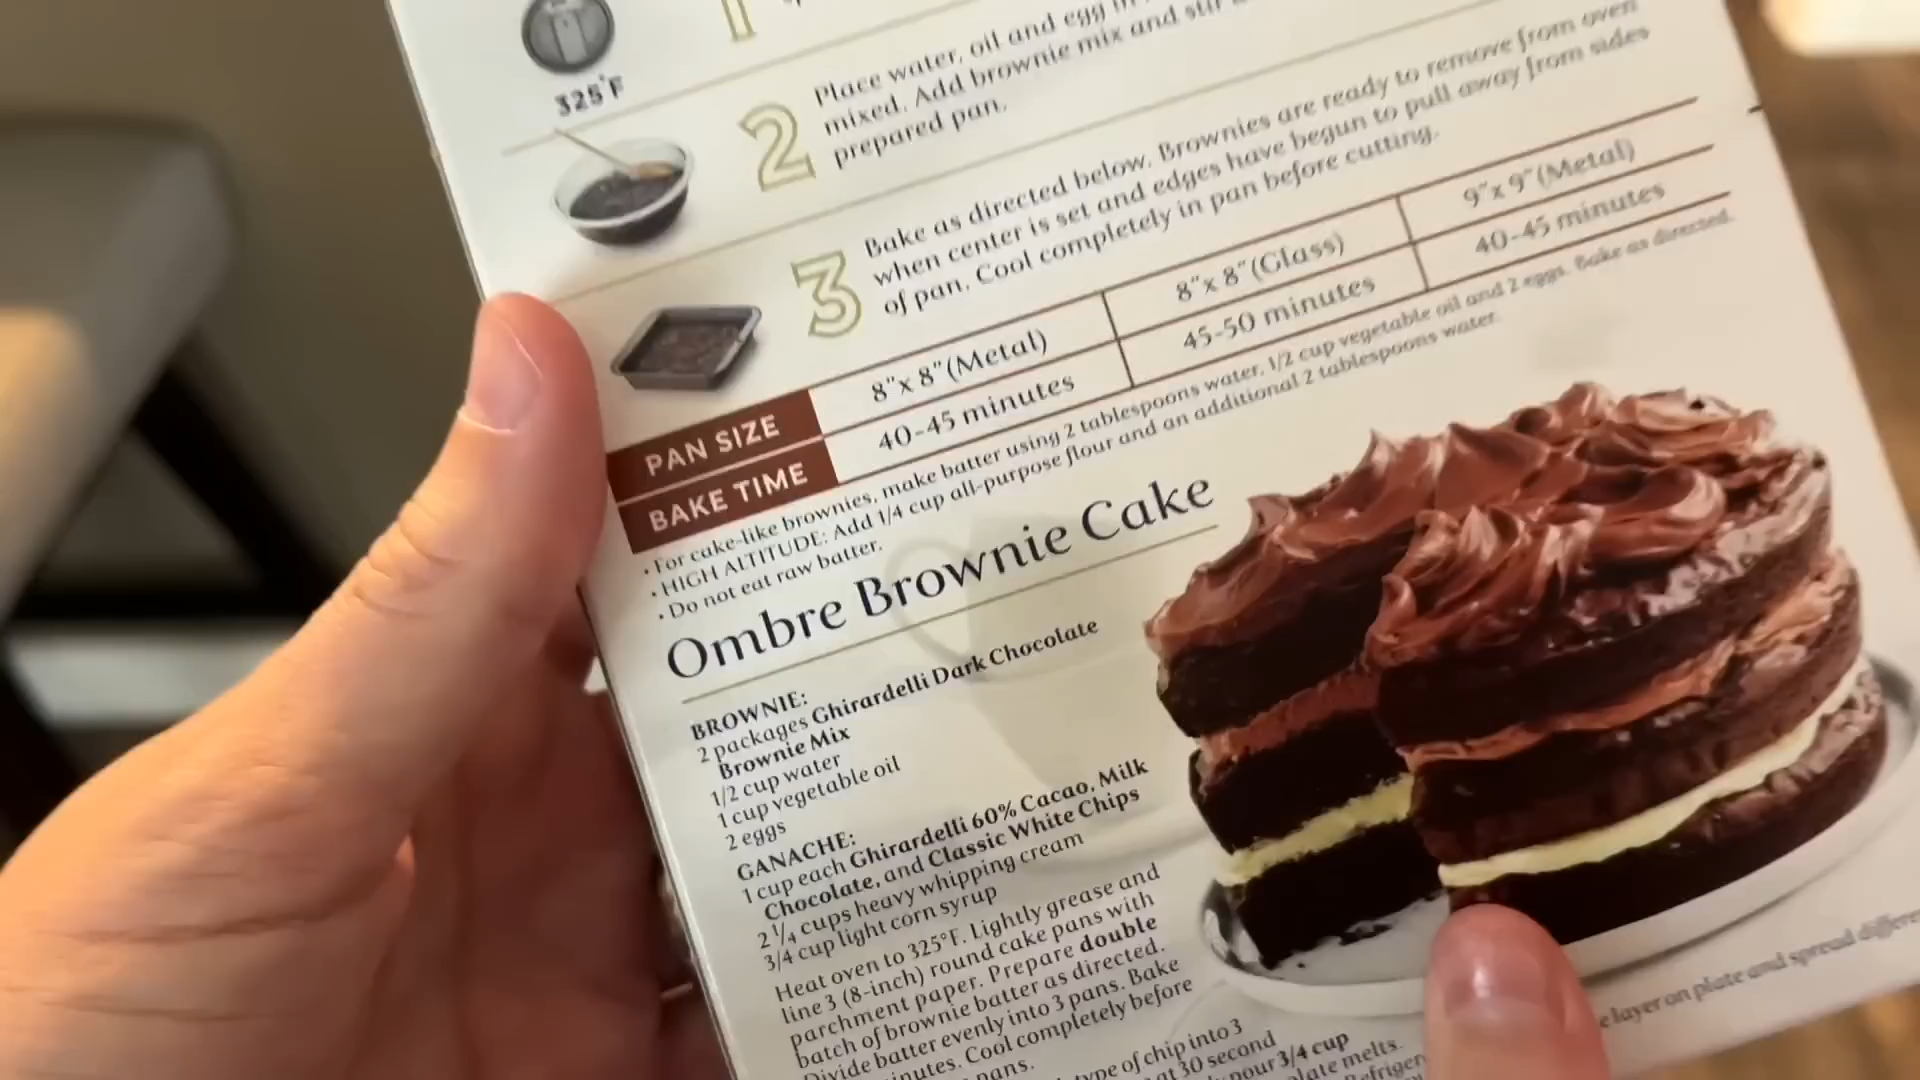 325°F
1
2
Place water, oil and egg in
mixed. Add brownie mix and stir
prepared pan.
3
Bake as directed below. Brownies are ready to remove from oven
when center is set and edges have begun to pull away from sides
of pan. Cool completely in pan before cutting.
PAN SIZE 8"x 8"(Metal) 8"x 8"(Glass) 9"x 9"(Metal)
BAKE TIME 40-45 minutes 45-50 minutes 40-45 minutes
• For cake-like brownies, make batter using 2 tablespoons water, 1/2 cup vegetable oil and 2 eggs. Bake as directed.
• HIGH ALTITUDE: Add 1/4 cup all-purpose flour and an additional 2 tablespoons water.
• Do not eat raw batter.
Ombre Brownie Cake
BROWNIE:
2 packages Ghirardelli Dark Chocolate
Brownie Mix
1/2 cup water
1 cup vegetable oil
2 eggs
GANACHE:
1 cup each Ghirardelli 60% Cacao, Milk
Chocolate, and Classic White Chips
2 1/4 cups heavy whipping cream
3/4 cup light corn syrup
Heat oven to 325°F. Lightly grease and
line 3 (8-inch) round cake pans with
parchment paper. Prepare double
batch of brownie batter as directed.
Divide batter evenly into 3 pans. Bake
Cool completely before
pans.
type of chip into 3
at 30 second
pour 3/4 cup
melts.
layer on plate and spread